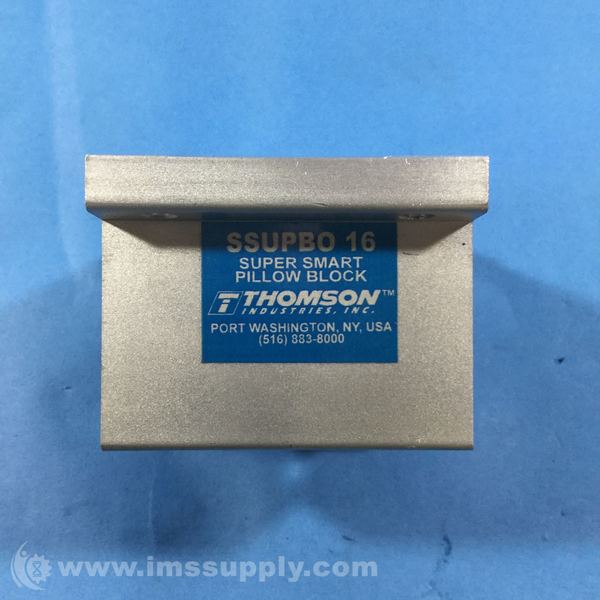 SSUPBO 16
SUPER SMART
PILLOW BLOCK
THOMSON™
INDUSTRIES, INC.
PORT WASHINGTON, NY, USA
(516) 883-8000
www.imssupply.com